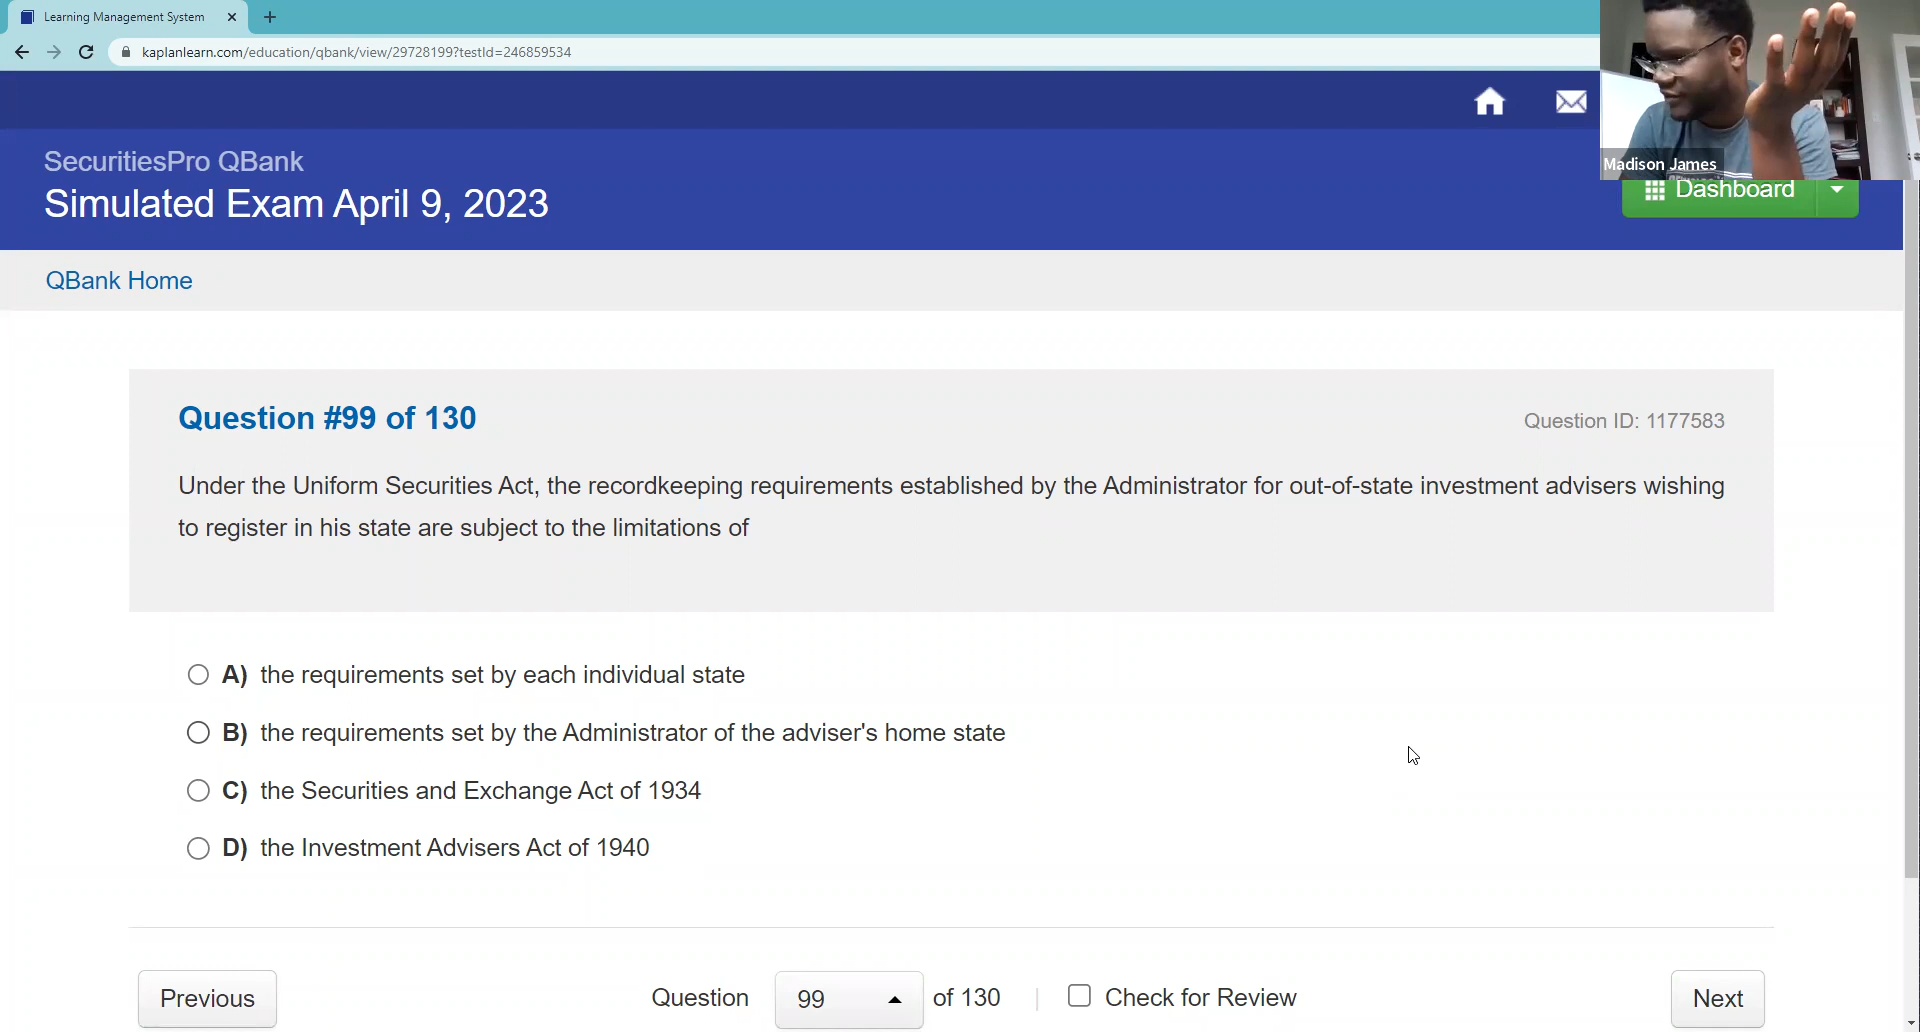 Learning Management System
kaplanlearn.com/education/qbank/view/29728199?testId=246859534
Madison James
SecuritiesPro QBank
Simulated Exam April 9, 2023
Dashboard
QBank Home
Question #99 of 130
Question ID: 1177583
Under the Uniform Securities Act, the recordkeeping requirements established by the Administrator for out-of-state investment advisers wishing
to register in his state are subject to the limitations of
A) the requirements set by each individual state
B) the requirements set by the Administrator of the adviser's home state
C) the Securities and Exchange Act of 1934
D) the Investment Advisers Act of 1940
Previous
Question 99 of 130 | Check for Review
Next